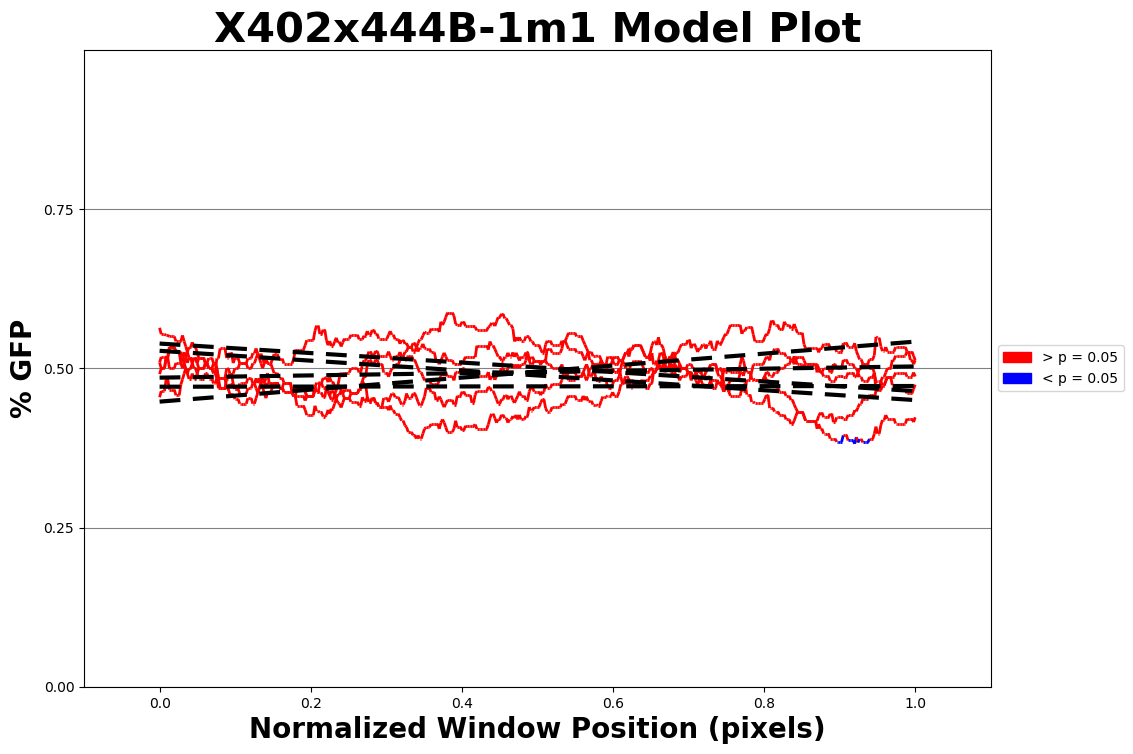 X402x444B-1m1 Model Plot
% GFP
0.75
0.50
0.25
0.00
0.0 0.2 0.4 0.6 0.8 1.0
Normalized Window Position (pixels)
> p = 0.05
< p = 0.05